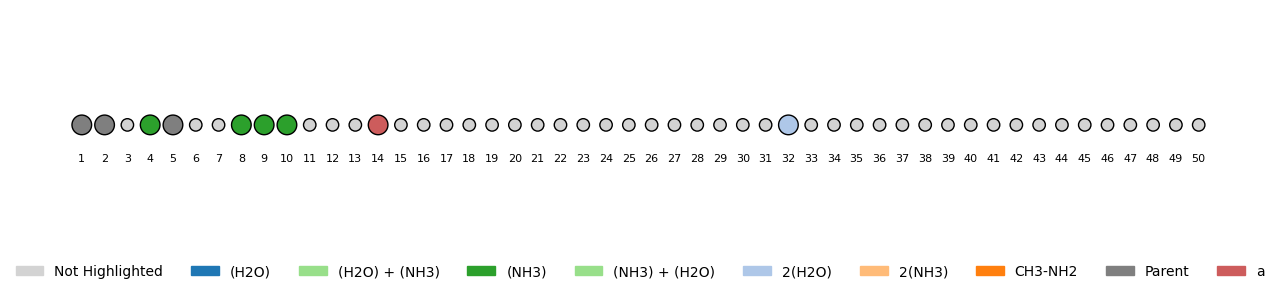 1 2 3 4 5 6 7 8 9 10 11 12 13 14 15 16 17 18 19 20 21 22 23 24 25 26 27 28 29 30 31 32 33 34 35 36 37 38 39 40 41 42 43 44 45 46 47 48 49 50
Not Highlighted (H2O) (H2O) + (NH3) (NH3) (NH3) + (H2O) 2(H2O) 2(NH3) CH3-NH2 Parent a